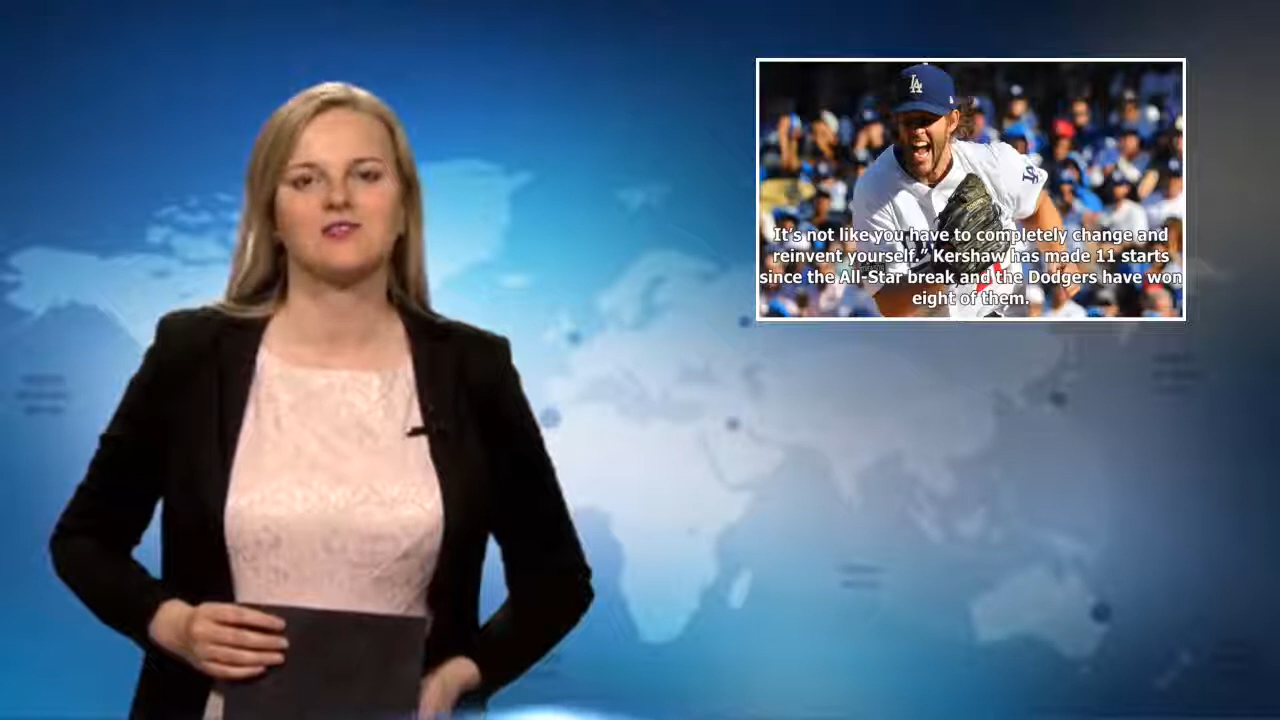 LA
It's not like you have to completely change and
reinvent yourself.” Kershaw has made 11 starts
since the All-Star break and the Dodgers have won
eight of them.